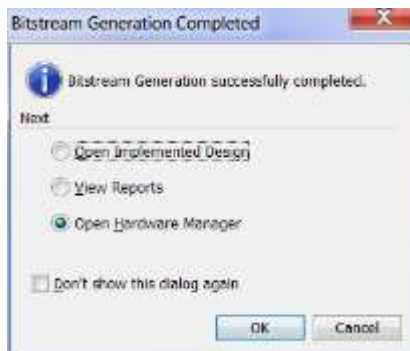 Bitstream Generation Completed
Bitstream Generation successfully completed.
Next
Open Implemented Design
View Reports
Open Hardware Manager
Don't show this dialog again
OK
Cancel